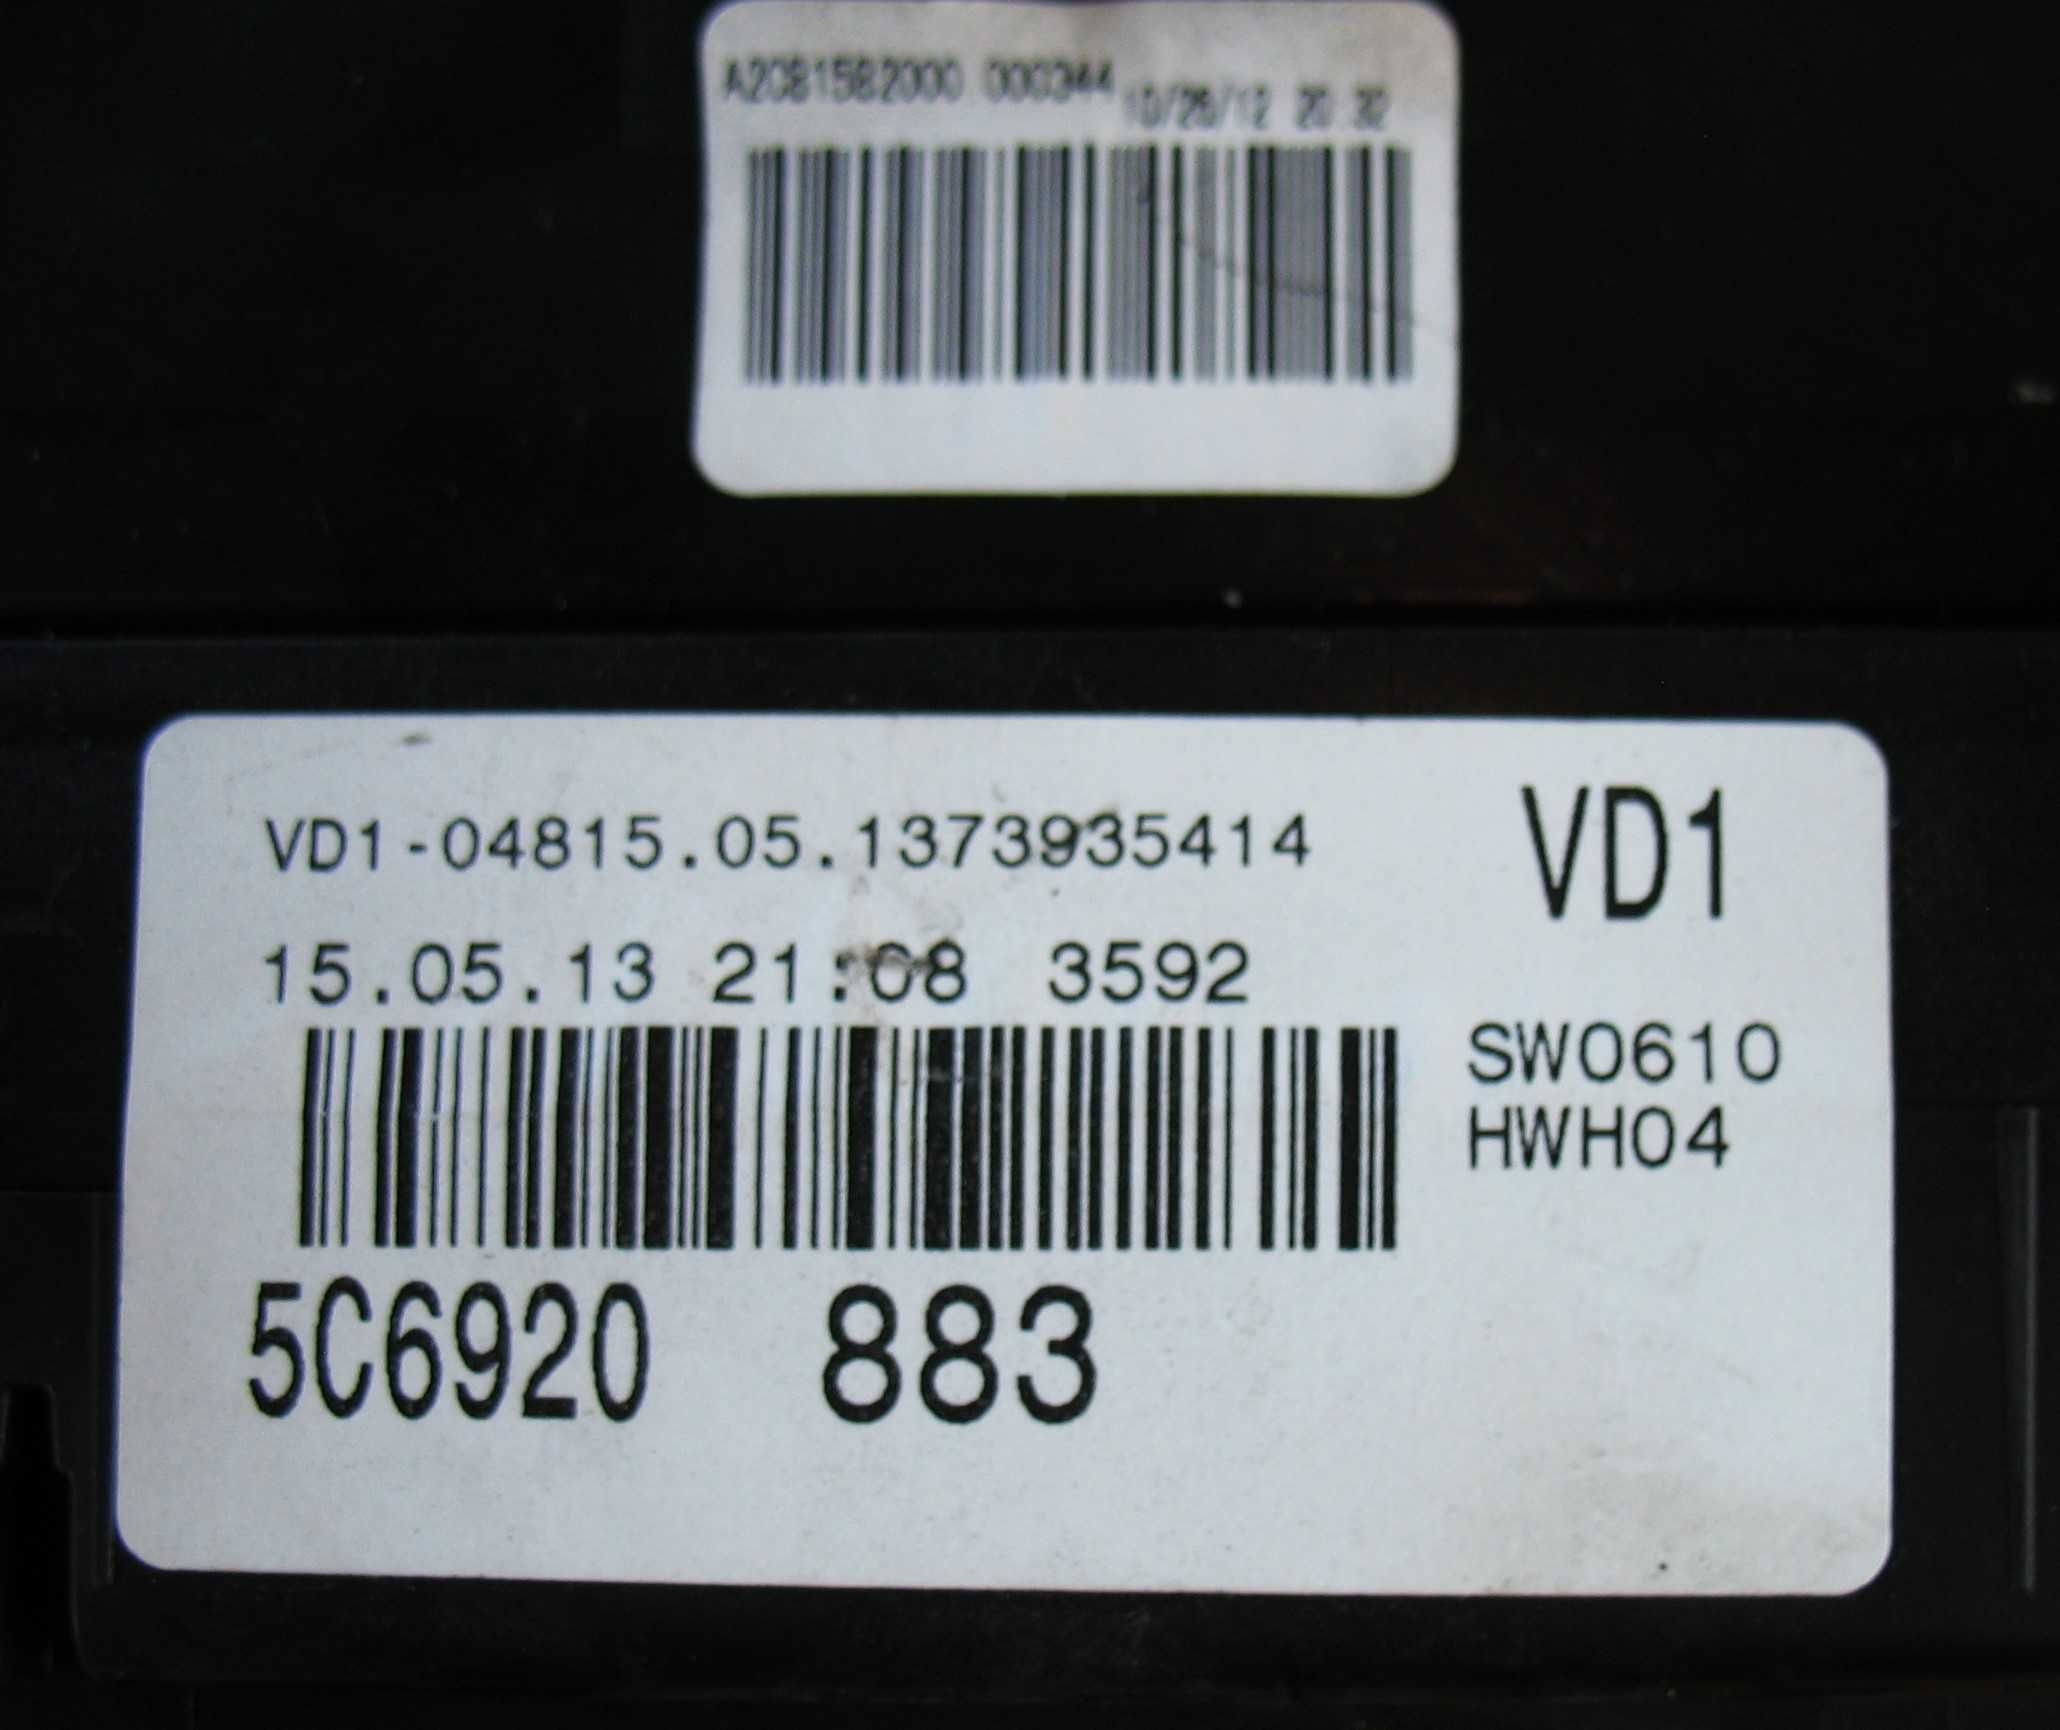 A2C81582000 000344
10/26/12 20:32
VD1-04815.05.1373935414
VD1
15.05.13 21:08 3592
SW0610
HWH04
5C6920 883